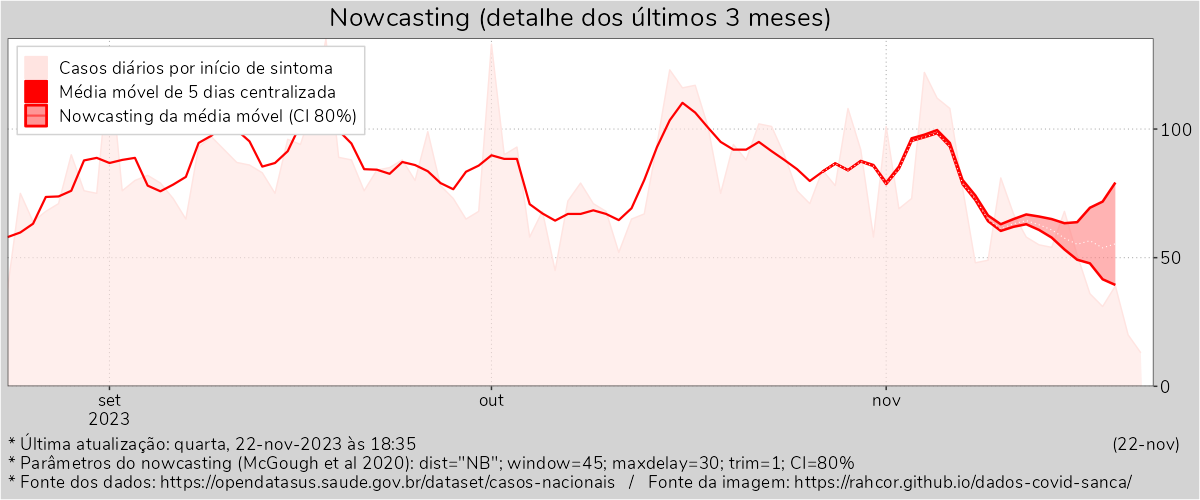 Nowcasting (detalhe dos últimos 3 meses)
Casos diários por início de sintoma
Média móvel de 5 dias centralizada
Nowcasting da média móvel (CI 80%)
100
50
0
set
2023
out
nov
* Última atualização: quarta, 22-nov-2023 às 18:35
(22-nov)
* Parâmetros do nowcasting (McGough et al 2020): dist="NB"; window=45; maxdelay=30; trim=1; CI=80%
* Fonte dos dados: https://opendatasus.saude.gov.br/dataset/casos-nacionais / Fonte da imagem: https://rahcor.github.io/dados-covid-sanca/